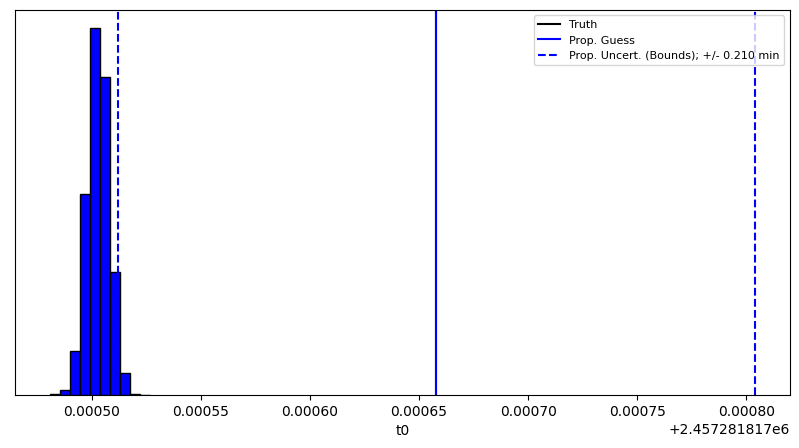 Truth
Prop. Guess
Prop. Uncert. (Bounds); +/- 0.210 min
0.00050 0.00055 0.00060 0.00065 0.00070 0.00075 0.00080
t0
+2.457281817e6